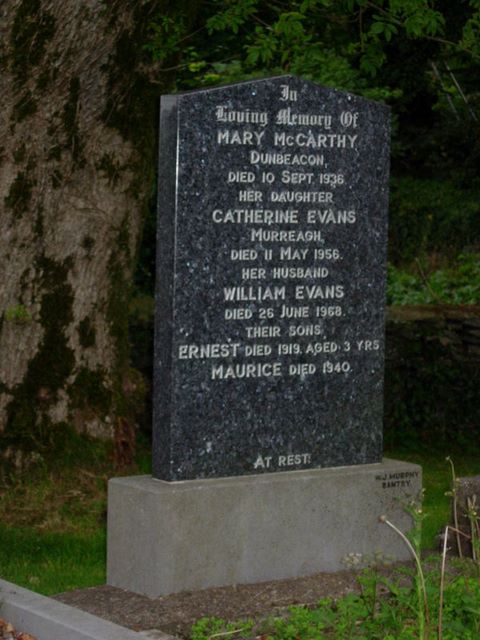 In
Loving Memory Of
MARY McCARTHY
DUNBEACON,
DIED 10 SEPT. 1936.
HER DAUGHTER
CATHERINE EVANS
MURREAGH,
DIED 11 MAY 1956.
HER HUSBAND
WILLIAM EVANS
DIED 26 JUNE 1968.
THEIR SONS,
ERNEST DIED 1919. AGED 3 YRS
MAURICE DIED 1940.
AT REST.
W.J. MURPHY
BANTRY.